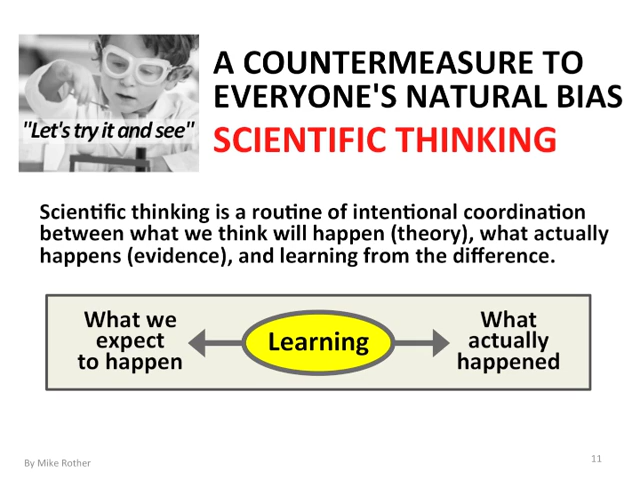 "Let's try it and see"
A COUNTERMEASURE TO
EVERYONE'S NATURAL BIAS
SCIENTIFIC THINKING
Scientific thinking is a routine of intentional coordination
between what we think will happen (theory), what actually
happens (evidence), and learning from the difference.
What we
expect
to happen
Learning
What
actually
happened
By Mike Rother
11